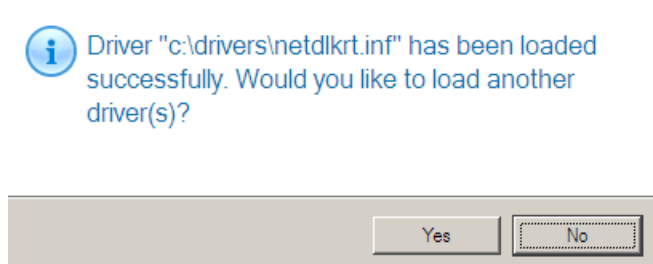 Driver "c:\drivers\netdlkrt.inf" has been loaded
successfully. Would you like to load another
driver(s)?
Yes
No